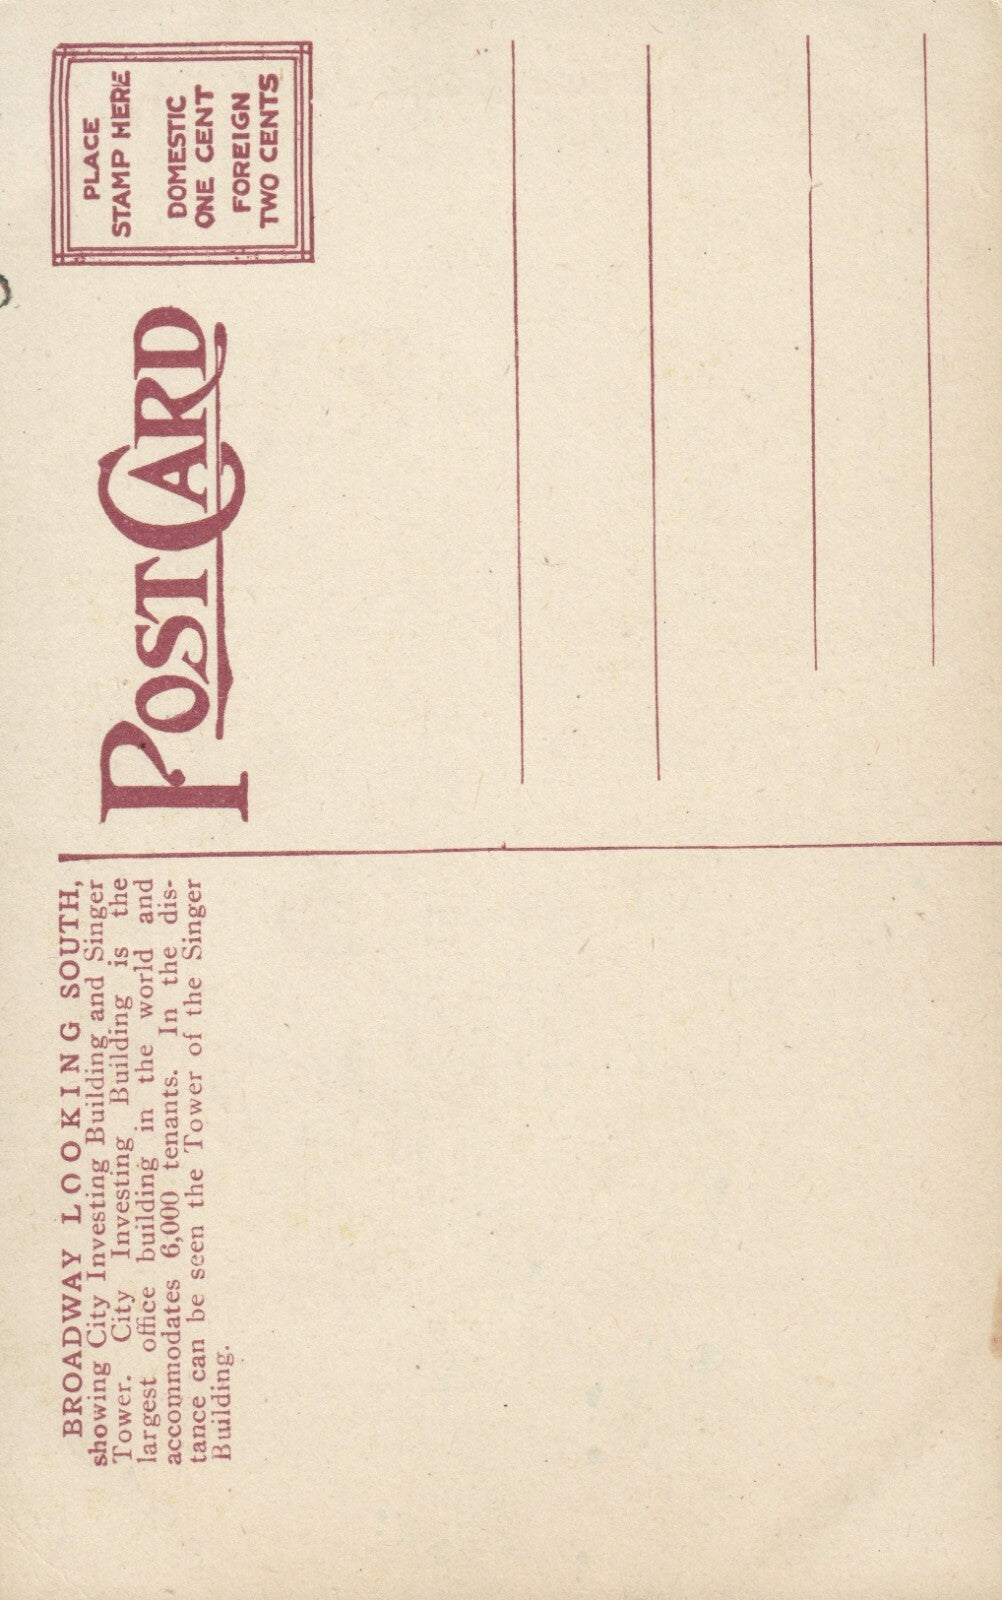 BROADWAY LOOKING SOUTH,
showing City Investing Building and Singer
Tower. City Investing Building is the
largest office building in the world and
accommodates 6,000 tenants. In the dis-
tance can be seen the Tower of the Singer
Building.
POST CARD
PLACE
STAMP HERE
DOMESTIC
ONE CENT
FOREIGN
TWO CENTS